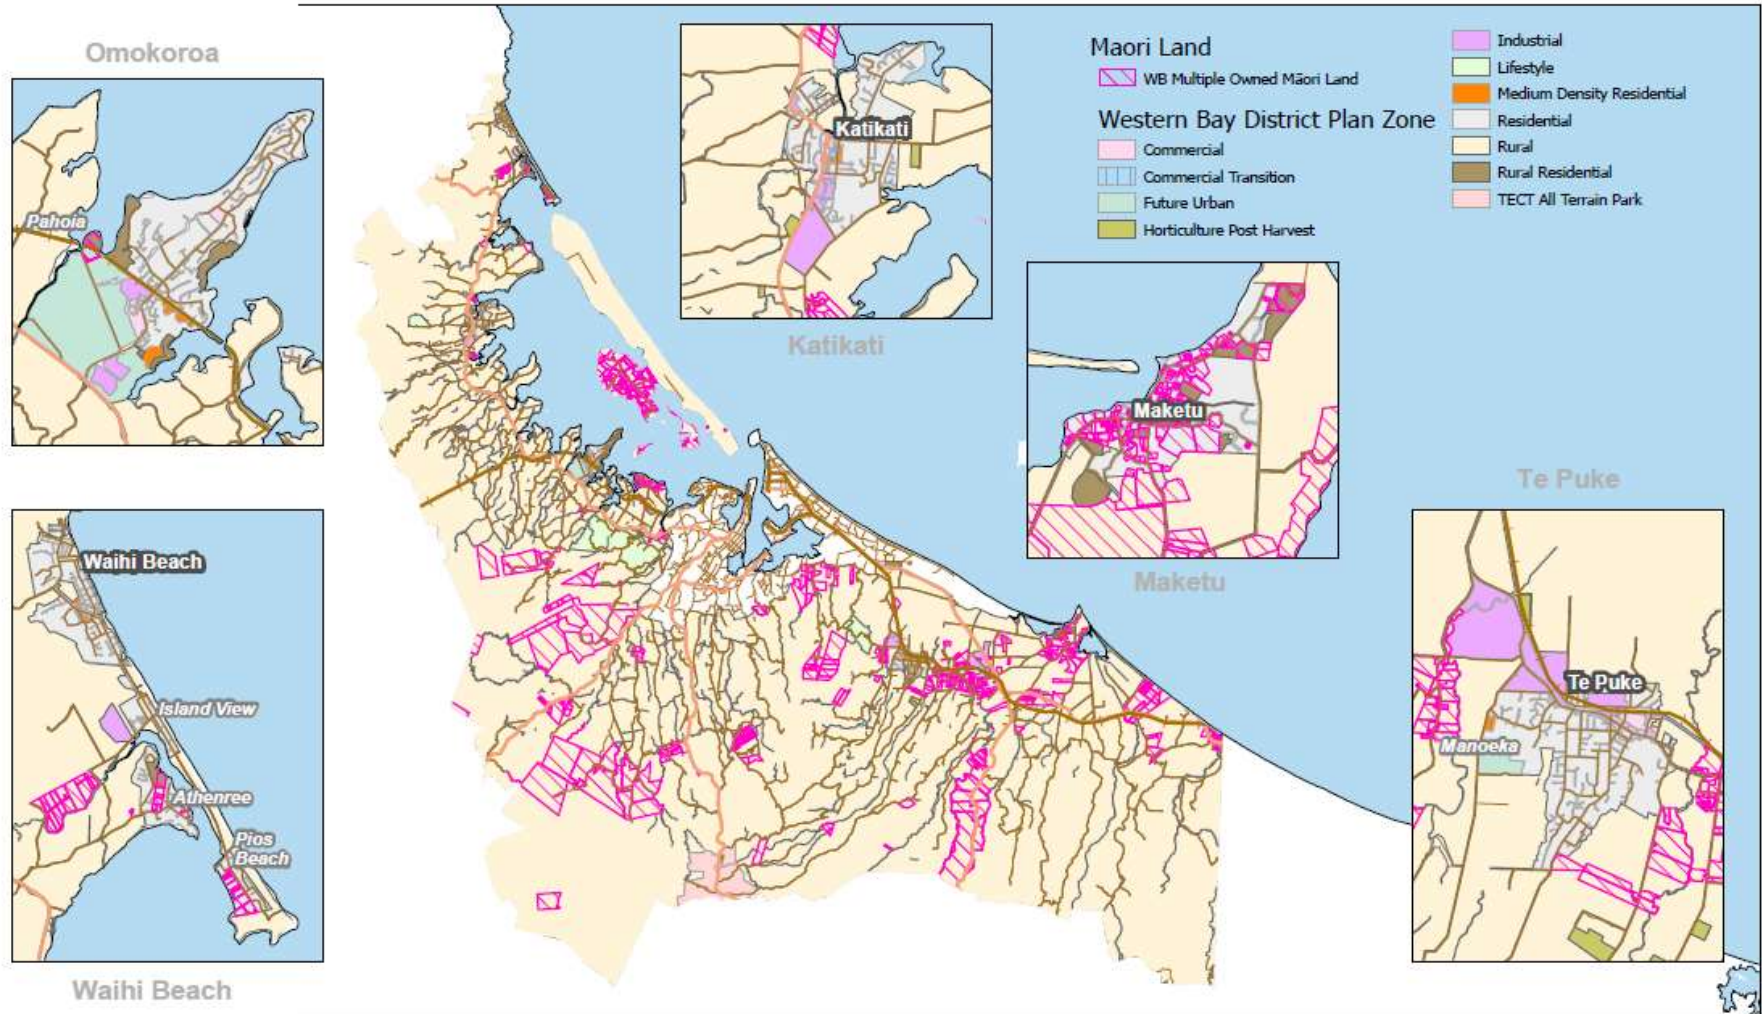 Omokoroa
Pahoia
Waihi Beach
Island View
Athenree
Pios
Beach
Waihi Beach
Katikati
Katikati
Maori Land
WB Multiple Owned Māori Land
Western Bay District Plan Zone
Commercial
Commercial Transition
Future Urban
Horticulture Post Harvest
Industrial
Lifestyle
Medium Density Residential
Residential
Rural
Rural Residential
TECT All Terrain Park
Maketu
Maketu
Te Puke
Te Puke
Manoeka